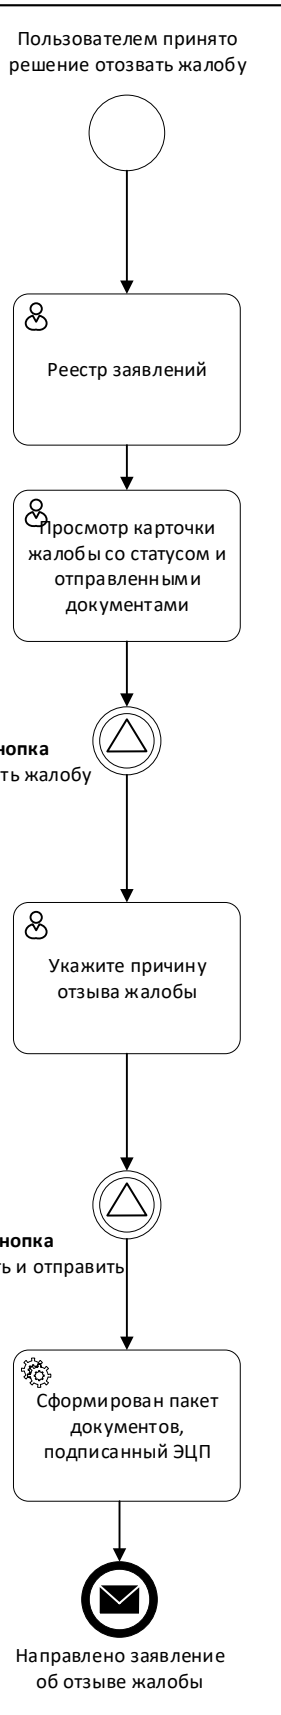 Пользователем принято
решение отозвать жалобу
Реестр заявлений
Просмотр карточки
жалобы со статусом и
отправленными
документами
нопка
ть жалобу
Укажите причину
отзыва жалобы
нопка
ть и отправить
Сформирован пакет
документов,
подписанный ЭЦП
Направлено заявление
об отзыве жалобы